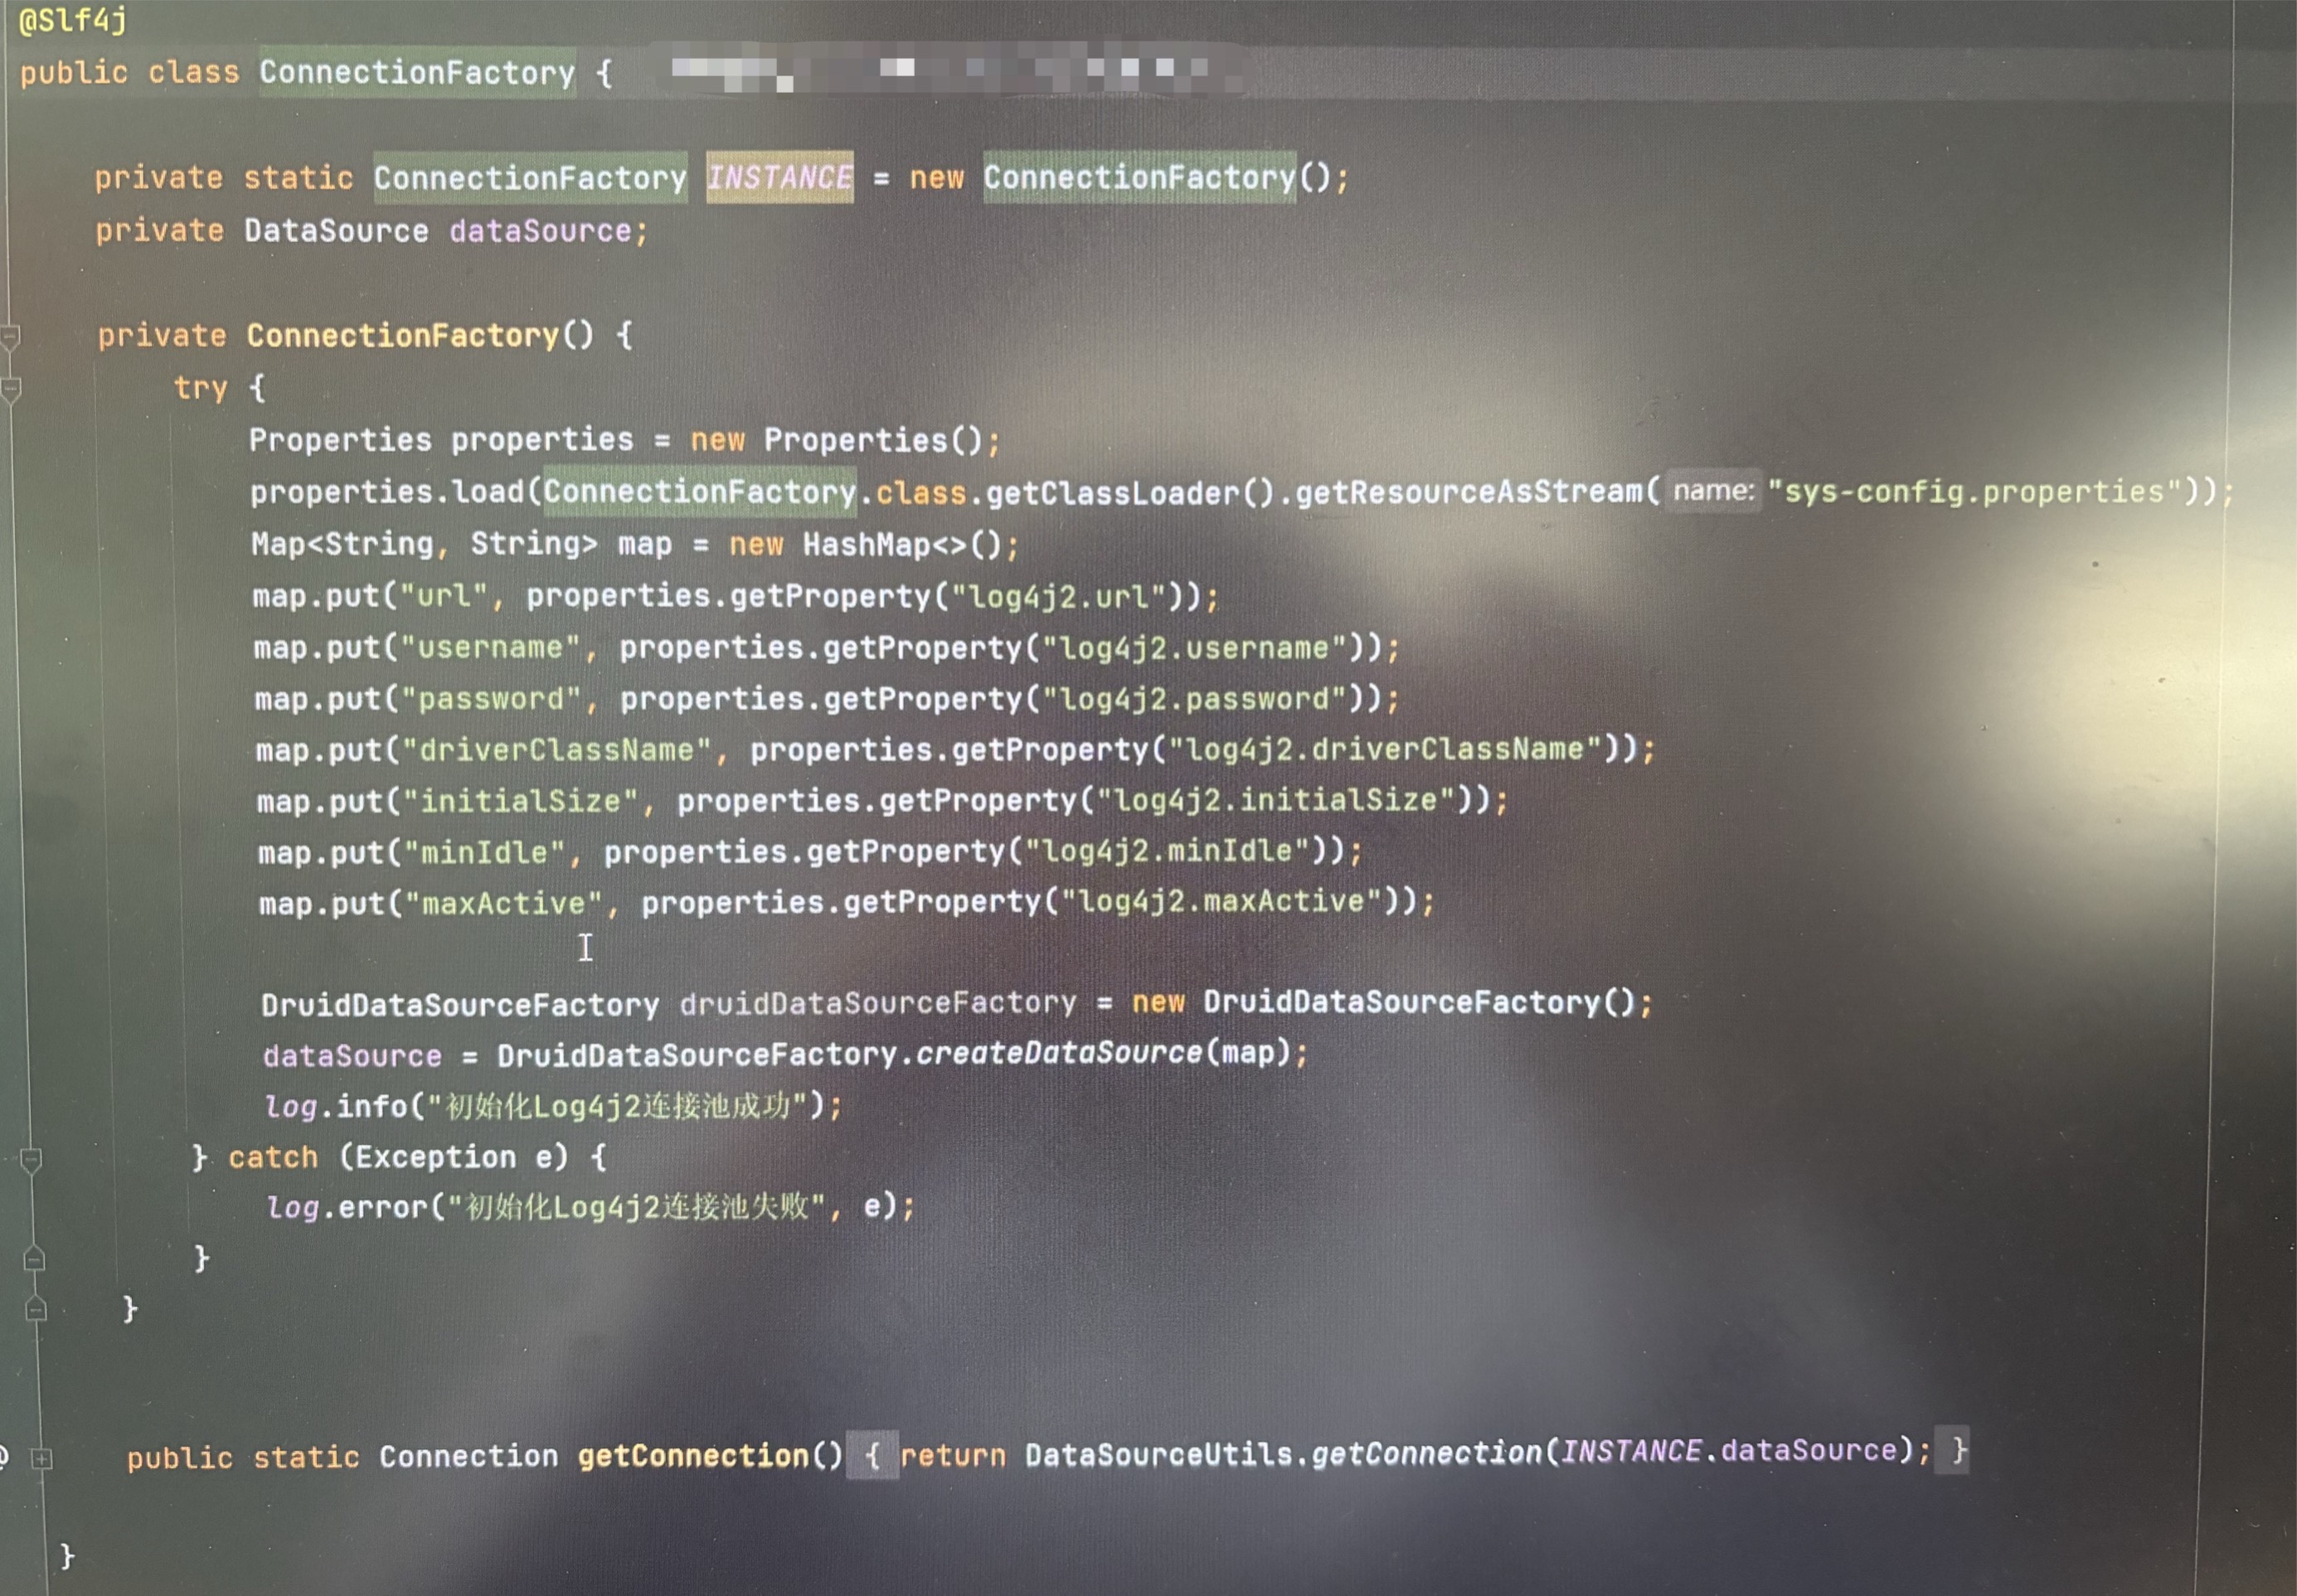 @Slf4j
public class ConnectionFactory {
private static ConnectionFactory INSTANCE = new ConnectionFactory();
private DataSource dataSource;
private ConnectionFactory() {
try {
Properties properties = new Properties();
properties.load(ConnectionFactory.class.getClassLoader().getResourceAsStream( name: "sys-config.properties"));
Map<String, String> map = new HashMap<>();
map.put("url", properties.getProperty("log4j2.url"));
map.put("username", properties.getProperty("log4j2.username"));
map.put("password", properties.getProperty("log4j2.password"));
map.put("driverClassName", properties.getProperty("log4j2.driverClassName"));
map.put("initialSize", properties.getProperty("log4j2.initialSize"));
map.put("minIdle", properties.getProperty("log4j2.minIdle"));
map.put("maxActive", properties.getProperty("log4j2.maxActive"));
DruidDataSourceFactory druidDataSourceFactory = new DruidDataSourceFactory();
dataSource = DruidDataSourceFactory.createDataSource(map);
log.info("初始化Log4j2连接池成功");
} catch (Exception e) {
log.error("初始化Log4j2连接池失败", e);
}
}
public static Connection getConnection() { return DataSourceUtils.getConnection(INSTANCE.dataSource); }
}